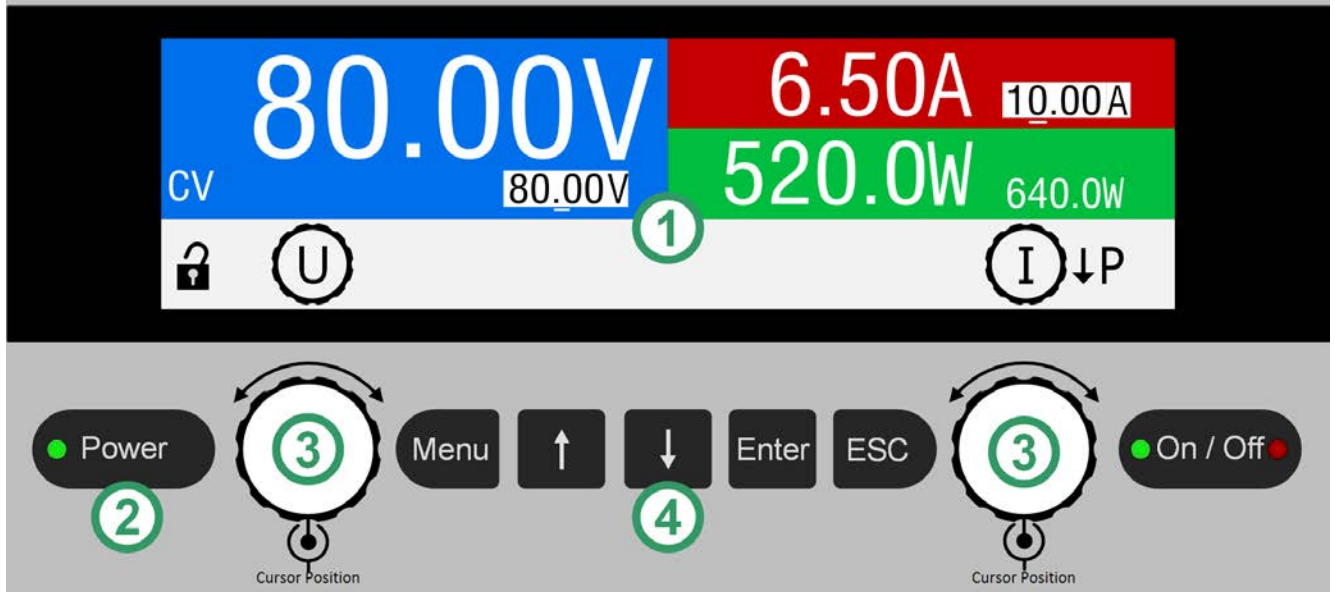 80.00V
6.50A 10.00A
CV 80.00V
520.0W 640.0W
1
U I ↓P
Power 3 Menu ↑ ↓ Enter ESC 3 On / Off
2 4
Cursor Position Cursor Position